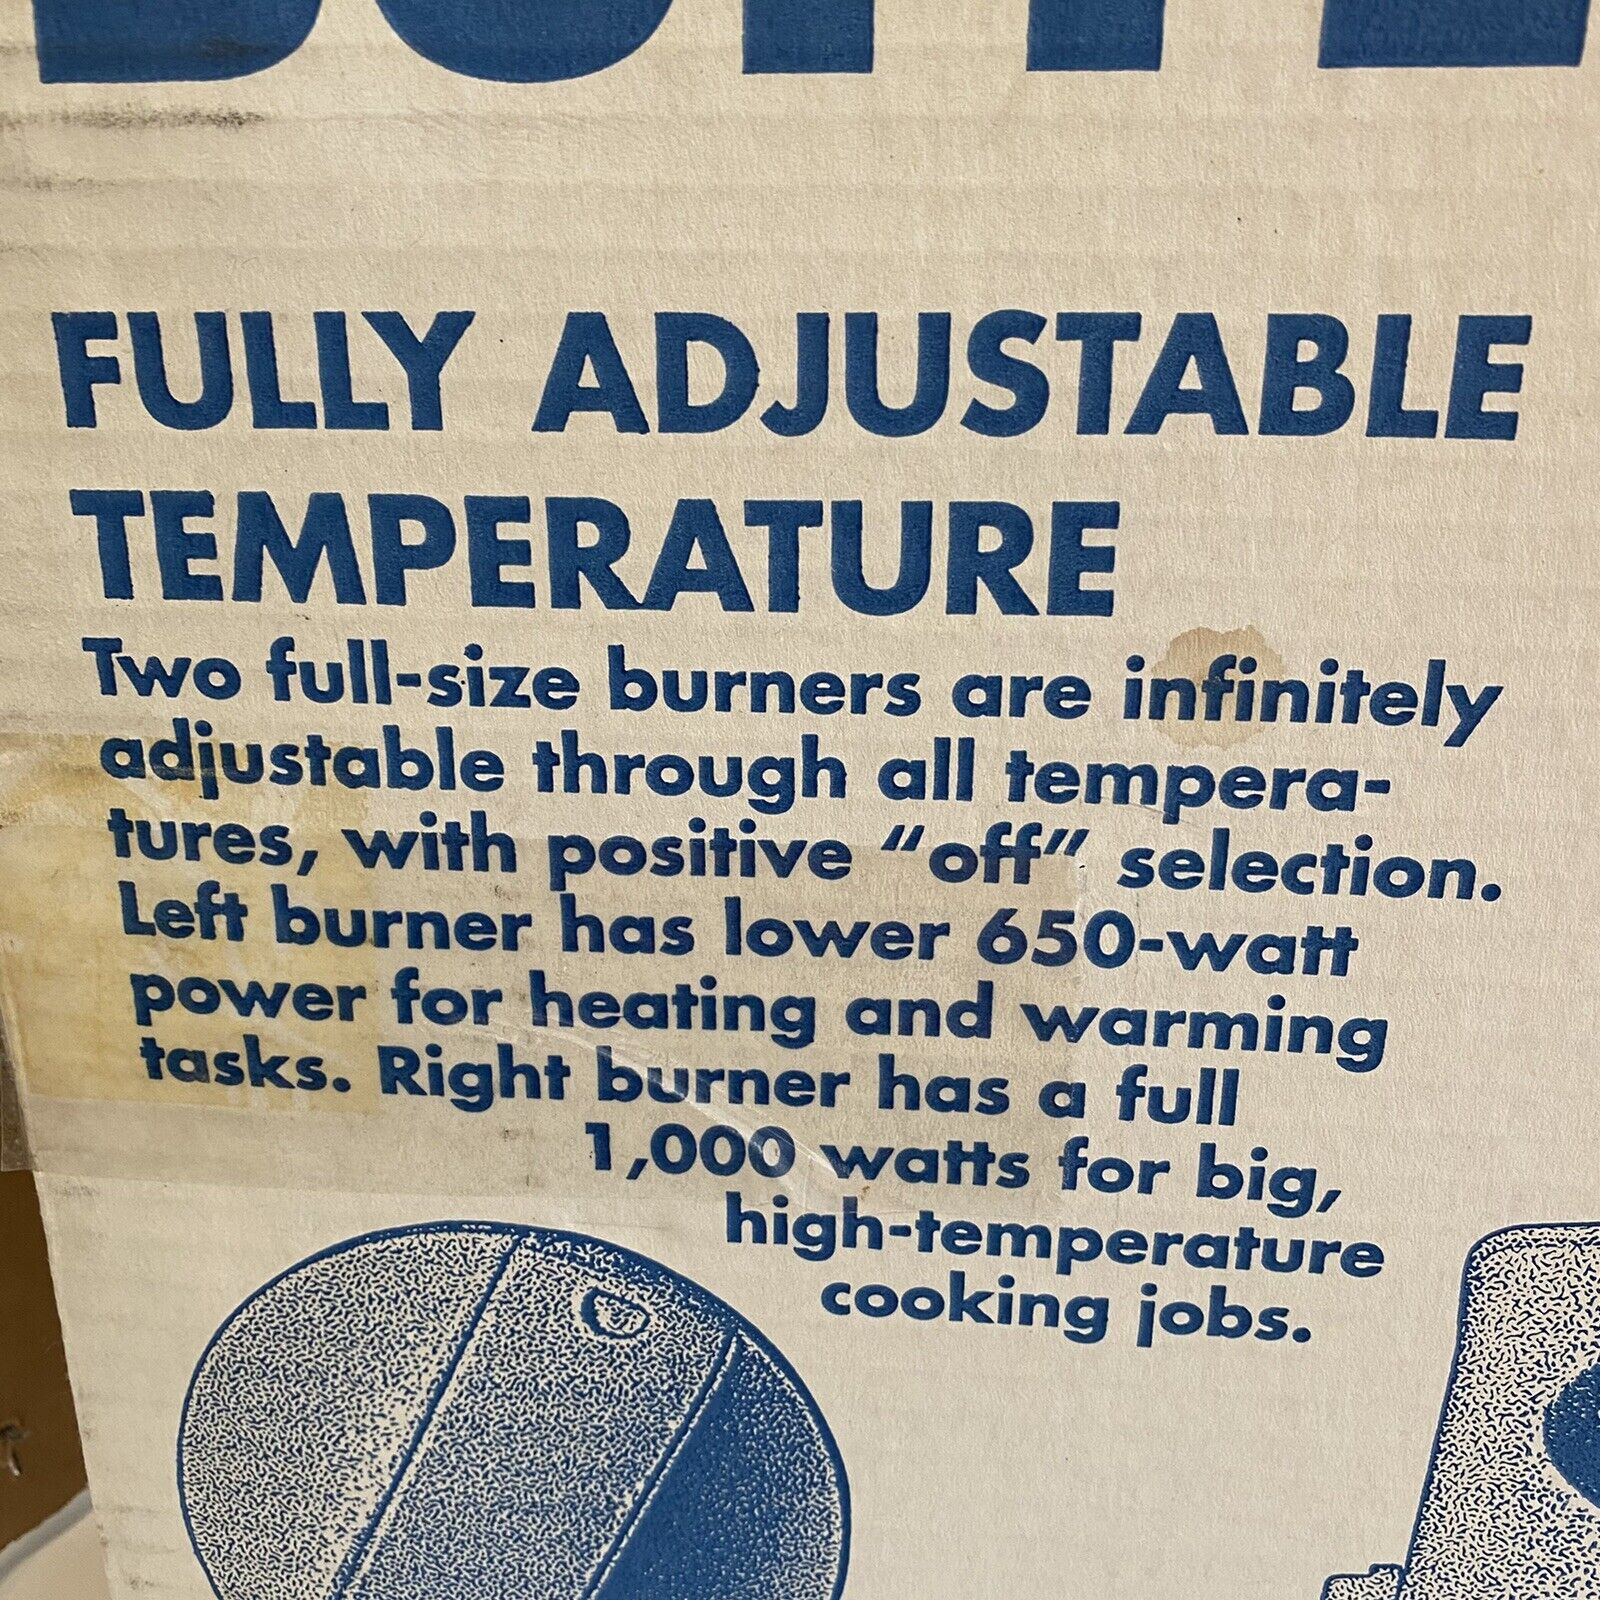 FULLY ADJUSTABLE
TEMPERATURE
Two full-size burners are infinitely
adjustable through all tempera-
tures, with positive “off” selection.
Left burner has lower 650-watt
power for heating and warming
tasks. Right burner has a full
1,000 watts for big,
high-temperature
cooking jobs.